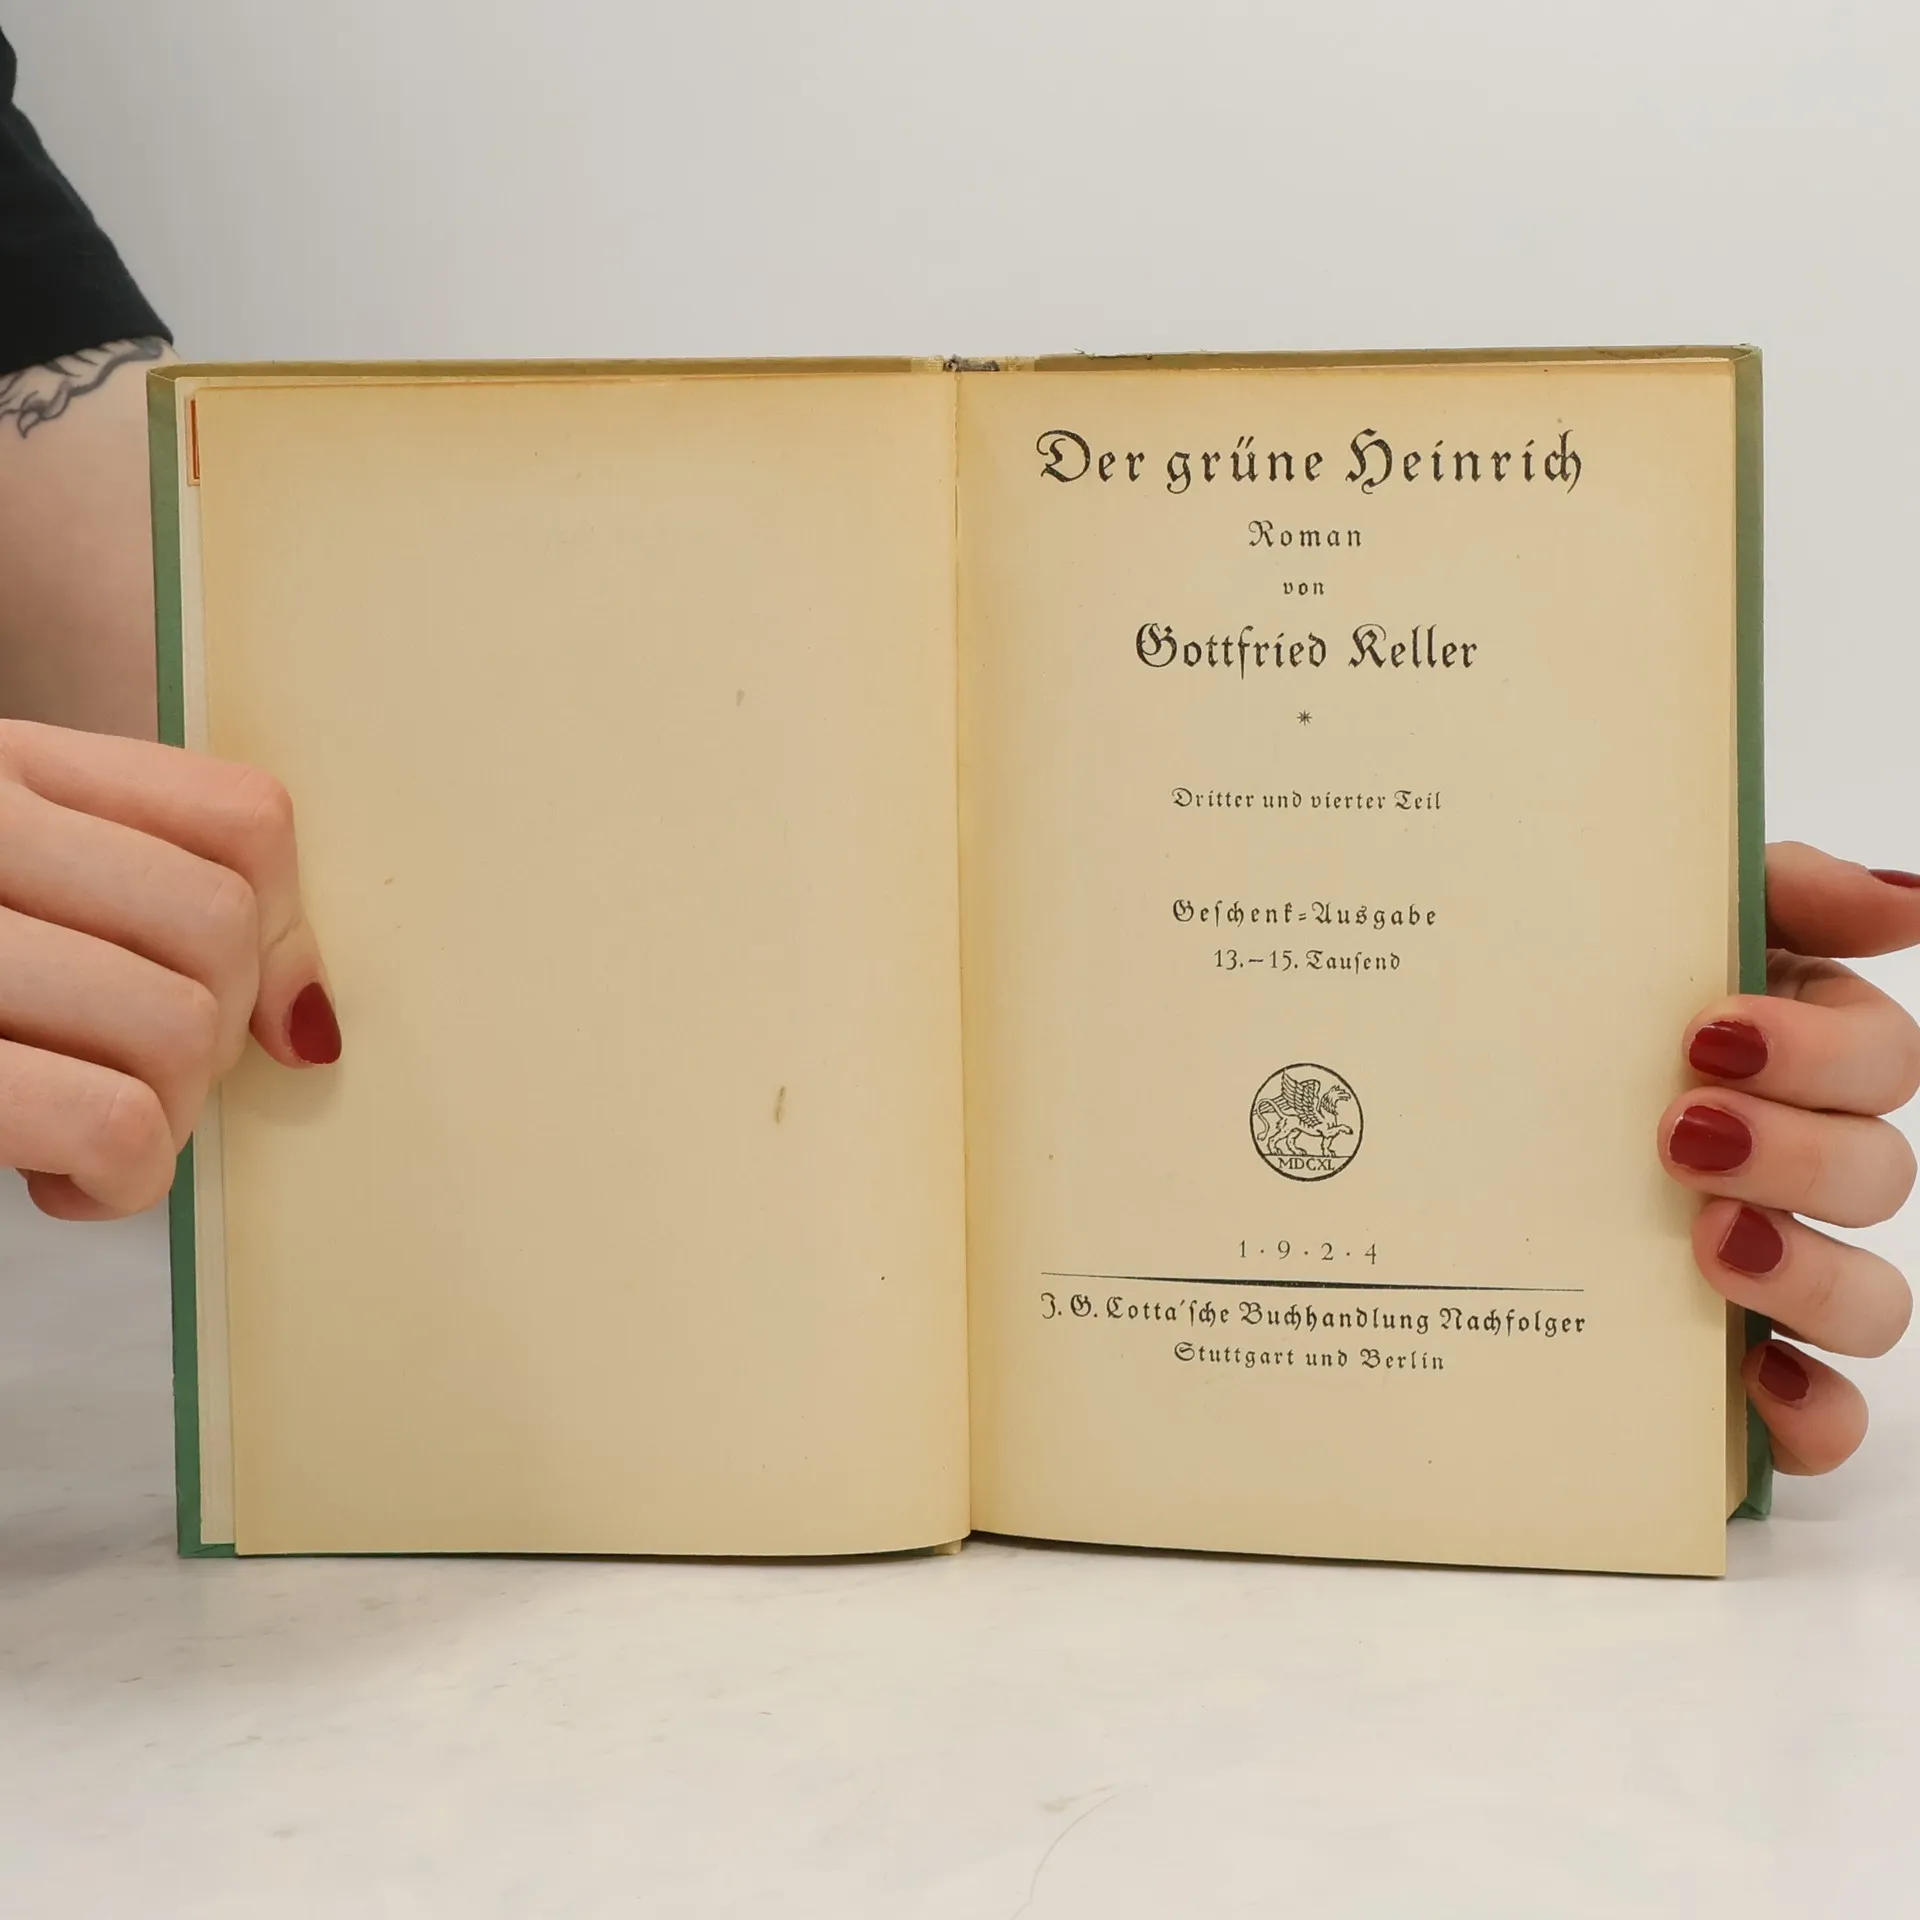 Der grüne Heinrich
Roman
von
Gottfried Keller
*
Dritter und vierter Teil
Geſchenk⸗Ausgabe
13.–15. Tauſend
MDCXL
1·9·2·4
J. G. Cotta'ſche Buchhandlung Nachfolger
Stuttgart und Berlin